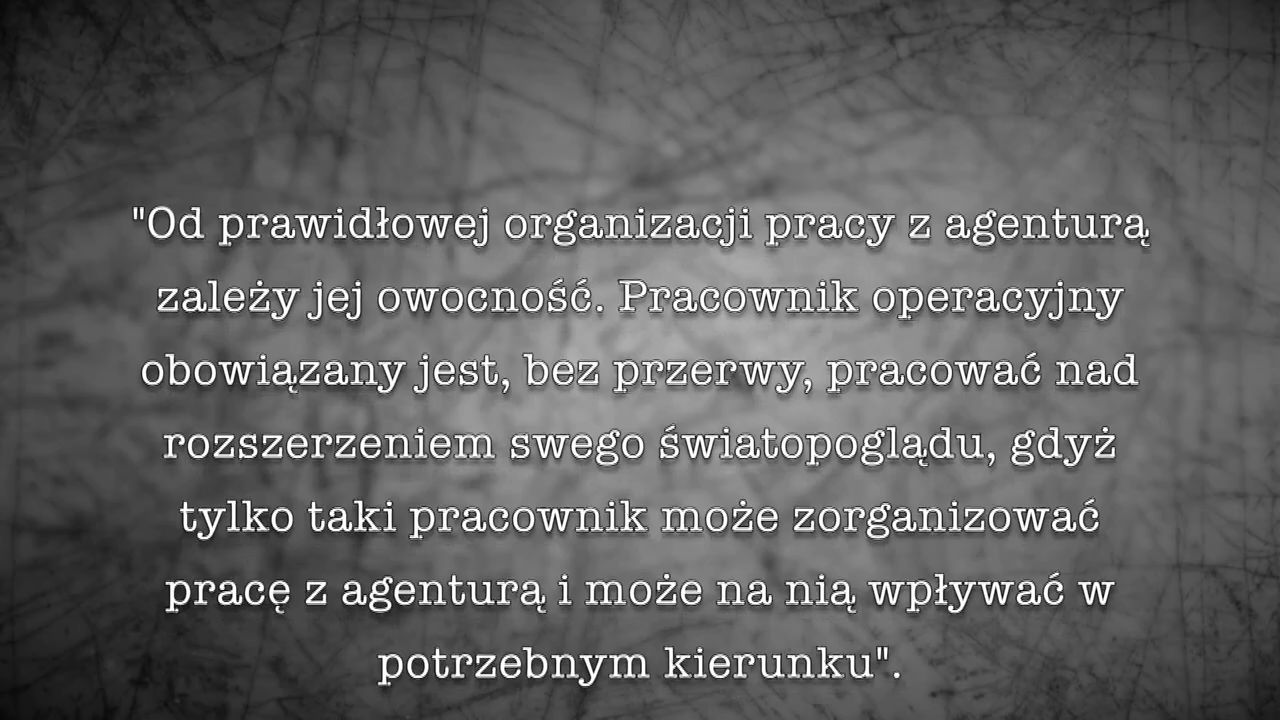 "Od prawidłowej organizacji pracy z agenturą
zależy jej owocność. Pracownik operacyjny
obowiązany jest, bez przerwy, pracować nad
rozszerzeniem swego światopoglądu, gdyż
tylko taki pracownik może zorganizować
pracę z agenturą i może na nią wpływać w
potrzebnym kierunku".